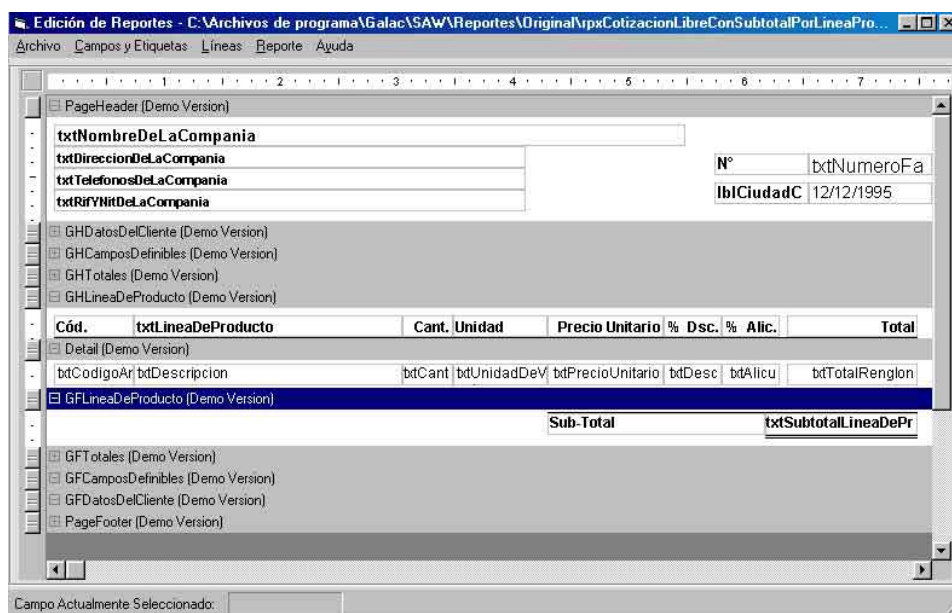 Edición de Reportes - C:\Archivos de programa\Galac\SAW\Reportes\Original\rpxCotizacionLibreConSubtotalPorLineaPro...
Archivo Campos y Etiquetas Líneas Reporte Ayuda
1 2 3 4 5 6 7
PageHeader (Demo Version)
txtNombreDeLaCompania
txtDireccionDeLaCompania
txtTelefonosDeLaCompania
txtRifYNitDeLaCompania
N° txtNumeroFa
lblCiudadC 12/12/1995
GHDatosDelCliente (Demo Version)
GHCamposDefinibles (Demo Version)
GHTotales (Demo Version)
GHLineaDeProducto (Demo Version)
Cód. txtLineaDeProducto Cant. Unidad Precio Unitario % Dsc. % Alic. Total
Detail (Demo Version)
txtCodigoAr txtDescripcion txtCant txtUnidadDeV txtPrecioUnitario txtDesc txtAlicu txtTotalRenglon
GFLineaDeProducto (Demo Version)
Sub-Total txtSubtotalLineaDePr
GFTotales (Demo Version)
GFCamposDefinibles (Demo Version)
GFDatosDelCliente (Demo Version)
PageFooter (Demo Version)
Campo Actualmente Seleccionado: